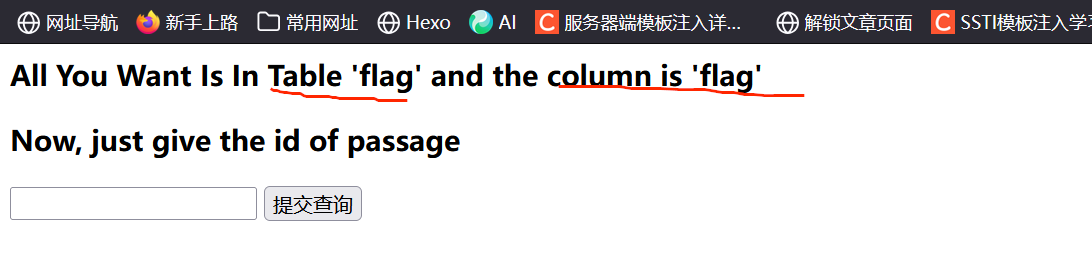 网址导航 新手上路 常用网址 Hexo AI 服务器端模板注入详... 解锁文章页面 SSTI模板注入学习
All You Want Is In Table 'flag' and the column is 'flag'
Now, just give the id of passage
提交查询